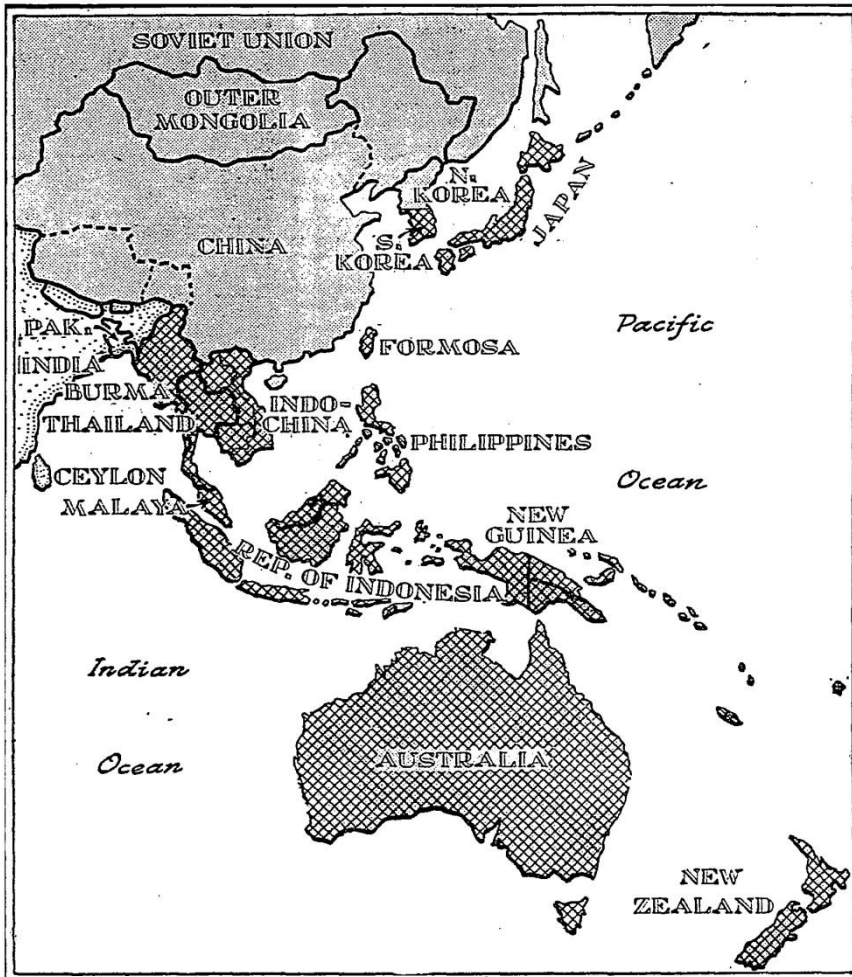 SOVIET UNION
OUTER
MONGOLIA
N.
KOREA
JAPAN
CHINA
S.
KOREA
PAK.
INDIA
BURMA
THAILAND
FORMOSA
INDO-
CHINA
PHILIPPINES
CEYLON
MALAYA
Pacific
Ocean
NEW
GUINEA
REP. OF INDONESIA
Indian
Ocean
AUSTRALIA
NEW
ZEALAND